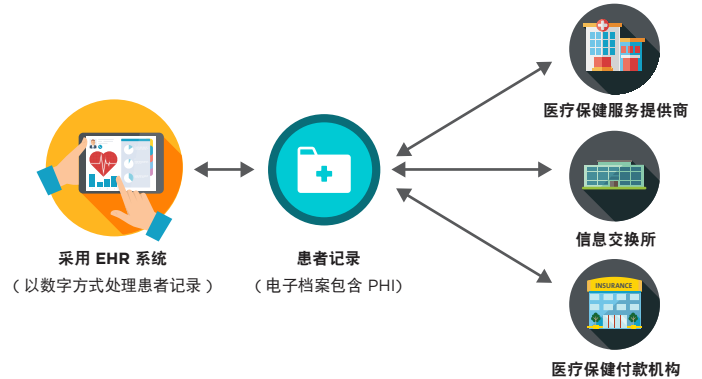 采用 EHR 系统
（以数字方式处理患者记录）
患者记录
（电子档案包含 PHI)
医疗保健服务提供商
信息交换所
INSURANCE
医疗保健付款机构